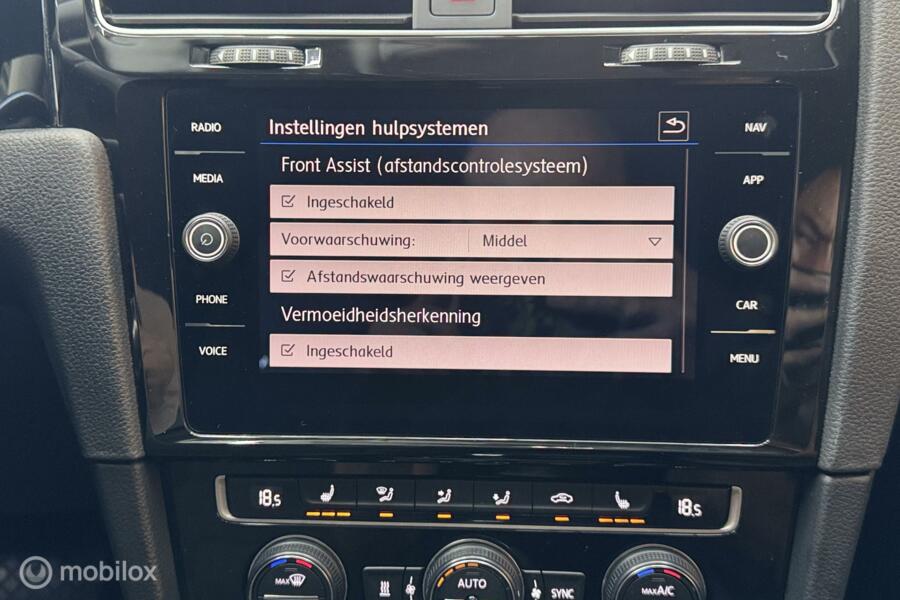 RADIO
MEDIA
PHONE
VOICE
Instellingen hulpsystemen
Front Assist (afstandscontrolesysteem)
Ingeschakeld
Voorwaarschuwing: Middel
Afstandswaarschuwing weergeven
Vermoeidheidsherkenning
Ingeschakeld
NAV
APP
CAR
MENU
18.5
18.5
MAX
AUTO
SYNC
MAX A/C
mobilox